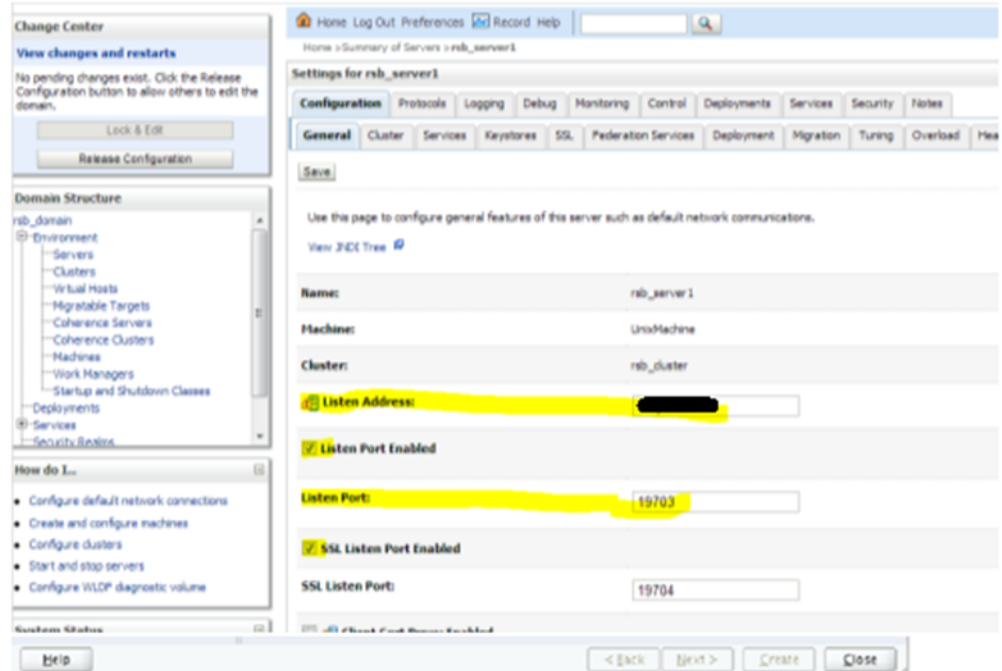 Change Center
View changes and restarts
No pending changes exist. Click the Release
Configuration button to allow others to edit the
domain.
Lock & Edit
Release Configuration
Domain Structure
rsb_domain
Environment
Servers
Clusters
Virtual Hosts
Migratable Targets
Coherence Servers
Coherence Clusters
Machines
Work Managers
Startup and Shutdown Classes
Deployments
Services
Security Realms
How do I...
Configure default network connections
Create and configure machines
Configure clusters
Start and stop servers
Configure WLDF diagnostic volume
System Status
Home Log Out Preferences Record Help
Home >Summary of Servers >rsb_server1
Settings for rsb_server1
Configuration Protocols Logging Debug Monitoring Control Deployments Services Security Notes
General Cluster Services Keystores SSL Federation Services Deployment Migration Tuning Overload Hea
Save
Use this page to configure general features of this server such as default network communications.
View JNDI Tree
Name: rsb_server1
Machine: UnixMachine
Cluster: rsb_cluster
Listen Address:
Listen Port Enabled
Listen Port: 19703
SSL Listen Port Enabled
SSL Listen Port: 19704
Client Cert Proxy Enabled
Help < Back Next > Create Close